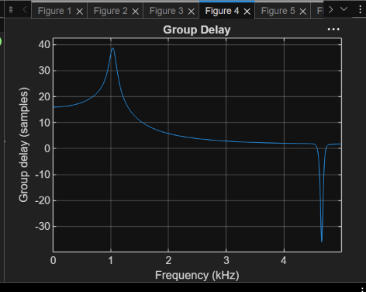 Figure 1 × Figure 2 × Figure 3 × Figure 4 × Figure 5 × F
Group Delay
Group delay (samples)
40
30
20
10
0
-10
-20
-30
0 1 2 3 4
Frequency (kHz)